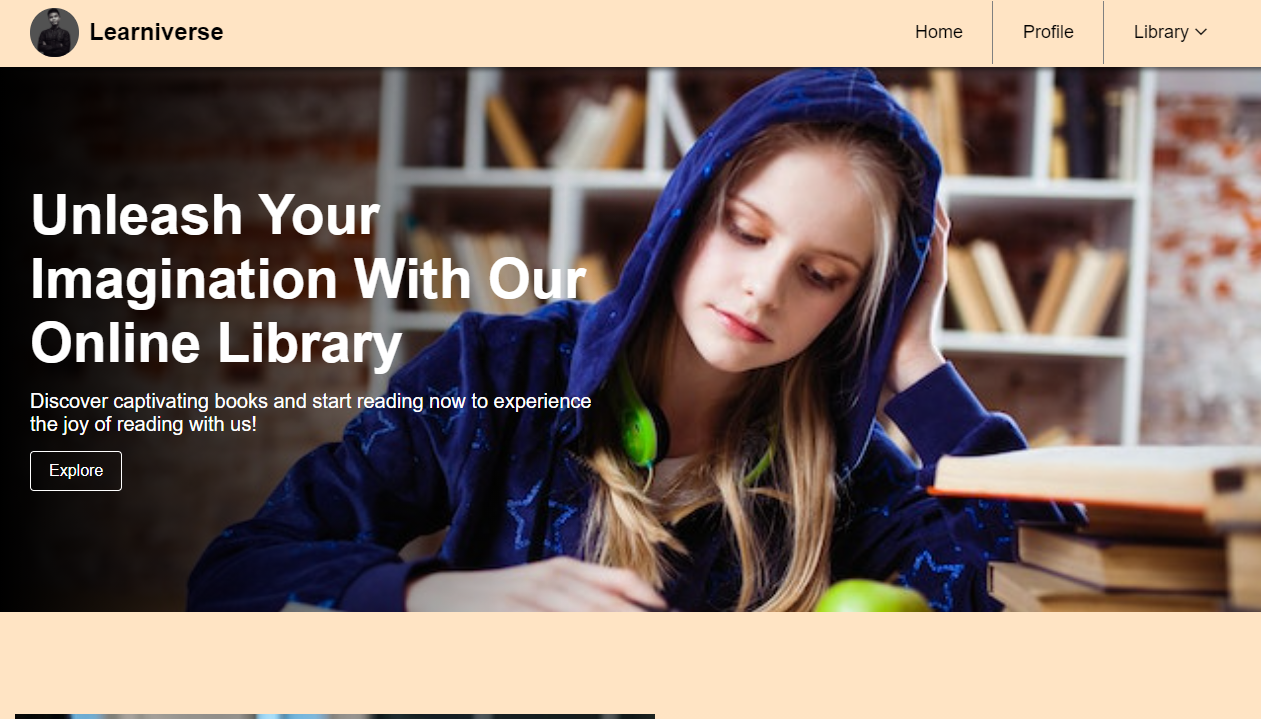 Learniverse
Home
Profile
Library
Unleash Your
Imagination With Our
Online Library
Discover captivating books and start reading now to experience
the joy of reading with us!
Explore